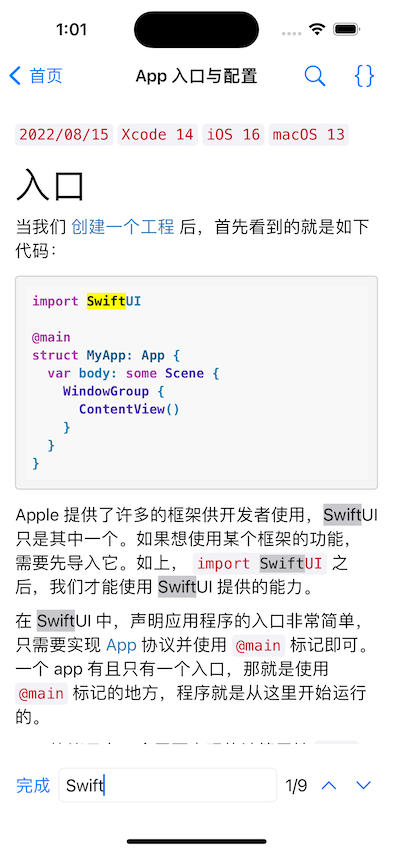 1:01
首页
App 入口与配置
{}
2022/08/15 Xcode 14 iOS 16 macOS 13
入口
当我们 创建一个工程 后，首先看到的就是如下
代码：
import SwiftUI
@main
struct MyApp: App {
var body: some Scene {
WindowGroup {
ContentView()
}
}
}
Apple 提供了许多的框架供开发者使用，SwiftUI
只是其中一个。如果想使用某个框架的功能，
需要先导入它。如上， import SwiftUI 之
后，我们才能使用 SwiftUI 提供的能力。
在 SwiftUI 中，声明应用程序的入口非常简单，
只需要实现 App 协议并使用 @main 标记即可。
一个 app 有且只有一个入口，那就是使用
@main 标记的地方，程序就是从这里开始运行
的。
完成 Swift 1/9